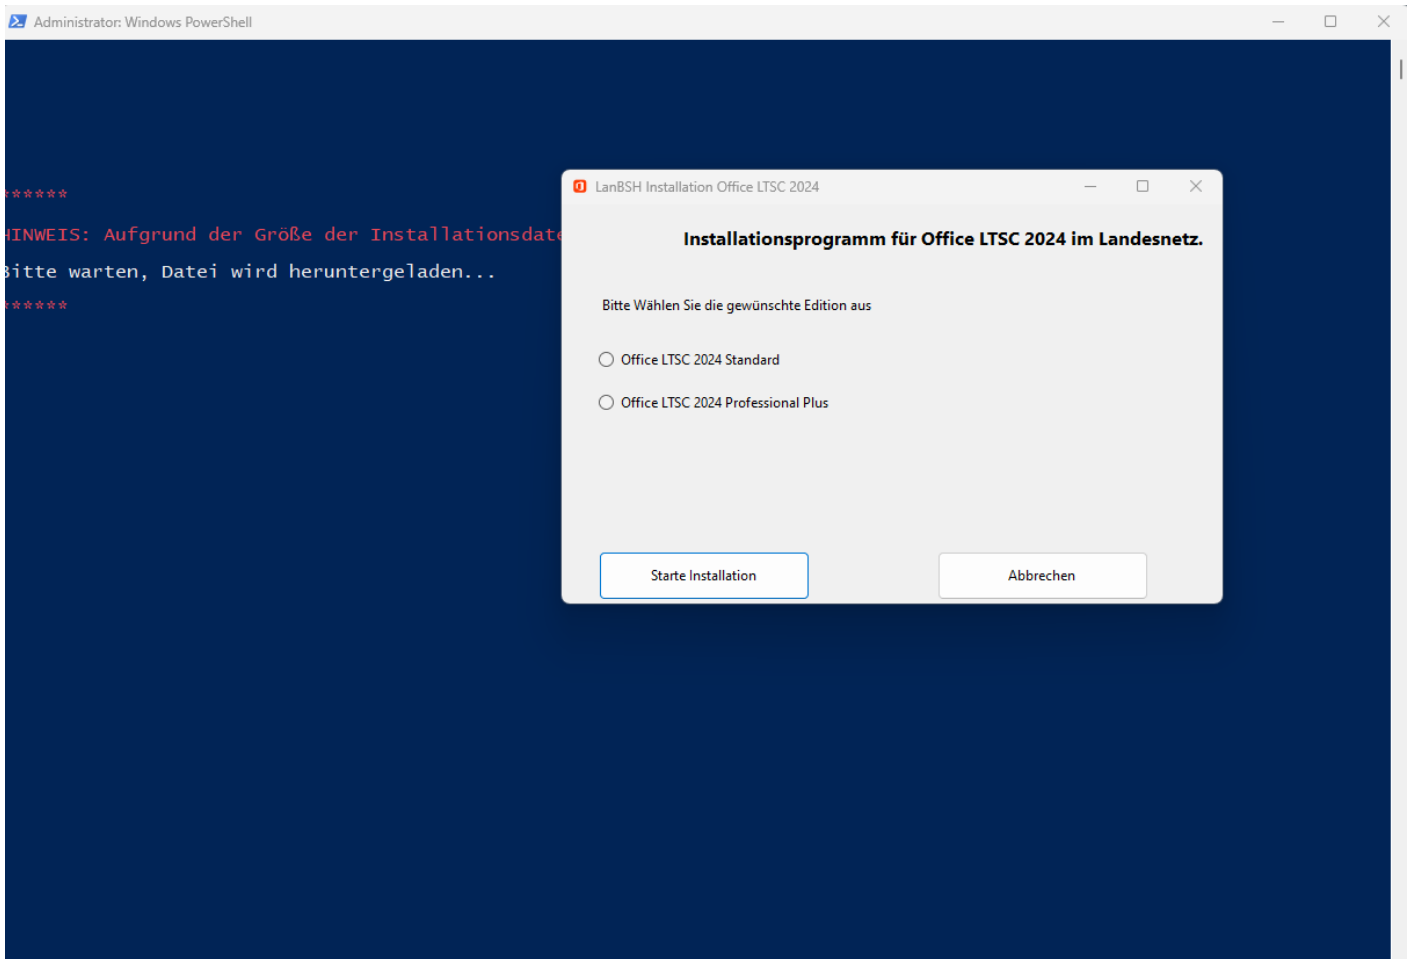 Administrator: Windows PowerShell
******
HINWEIS: Aufgrund der Größe der
Bitte warten, Datei wird heruntergeladen...
******
LanBSH Installation Office LTSC 2024
Installationsprogramm für Office LTSC 2024 im Landesnetz.
Bitte Wählen Sie die gewünschte Edition aus
Office LTSC 2024 Standard
Office LTSC 2024 Professional Plus
Starte Installation
Abbrechen